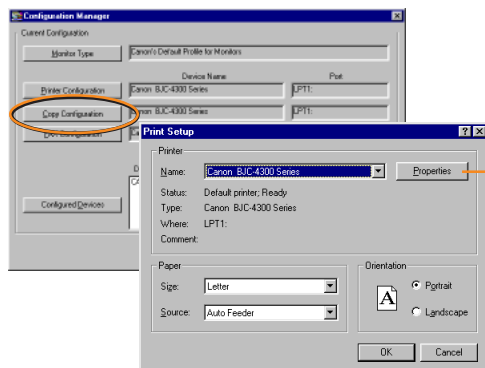 Configuration Manager
Current Configuration
Monitor Type
Canon's Default Profile for Monitors
Device Name
Port
Printer Configuration
Canon BJC-4300 Series
LPT1:
Copy Configuration
Canon BJC-4300 Series
LPT1:
Configuration
Configured Devices
Print Setup
Printer
Name:
Canon BJC-4300 Series
Properties
Status:
Default printer; Ready
Type:
Canon BJC-4300 Series
Where:
LPT1:
Comment:
Paper
Size:
Letter
Source:
Auto Feeder
Orientation
A
Portrait
Landscape
OK
Cancel